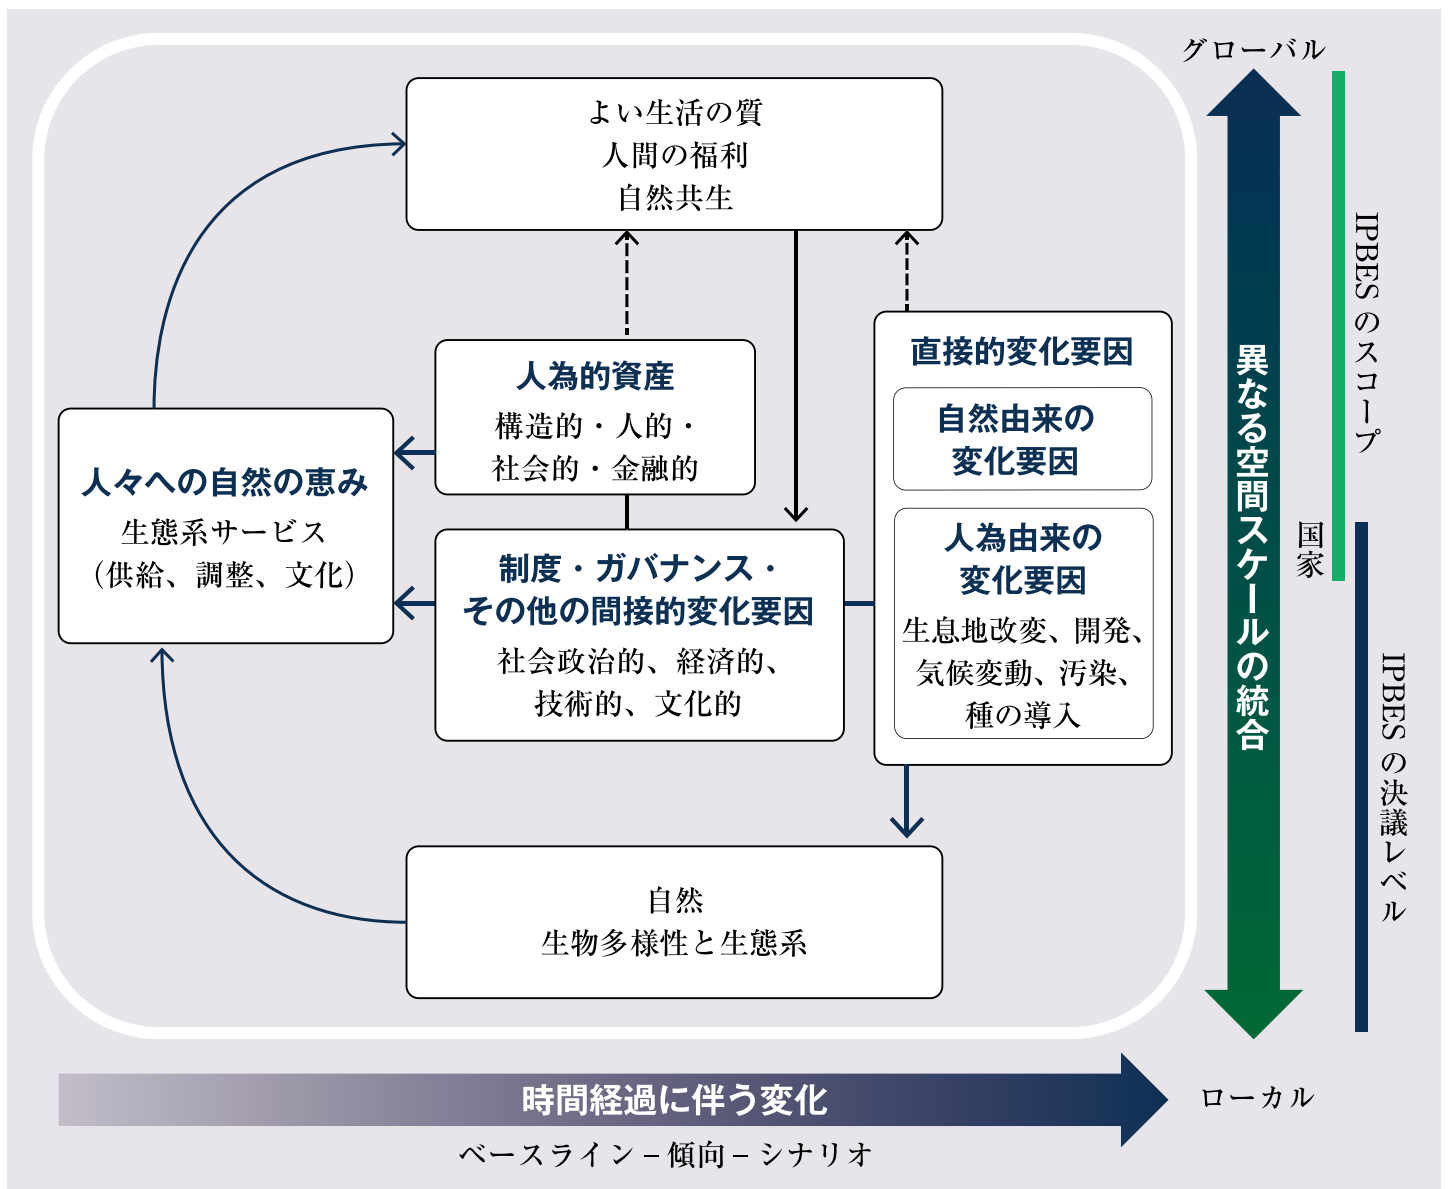 グローバル
よい生活の質
人間の福利
自然共生
人為的資産
構造的・人的・
社会的・金融的
直接的変化要因
自然由来の
変化要因
人為由来の
変化要因
生息地改変、開発、
気候変動、汚染、
種の導入
人々への自然の恵み
生態系サービス
（供給、調整、文化）
制度・ガバナンス・
その他の間接的変化要因
社会政治的、経済的、
技術的、文化的
自然
生物多様性と生態系
異なる空間スケールの統合
IPBESのスコープ
国家
IPBESの決議レベル
ローカル
時間経過に伴う変化
ベースライン – 傾向 – シナリオ